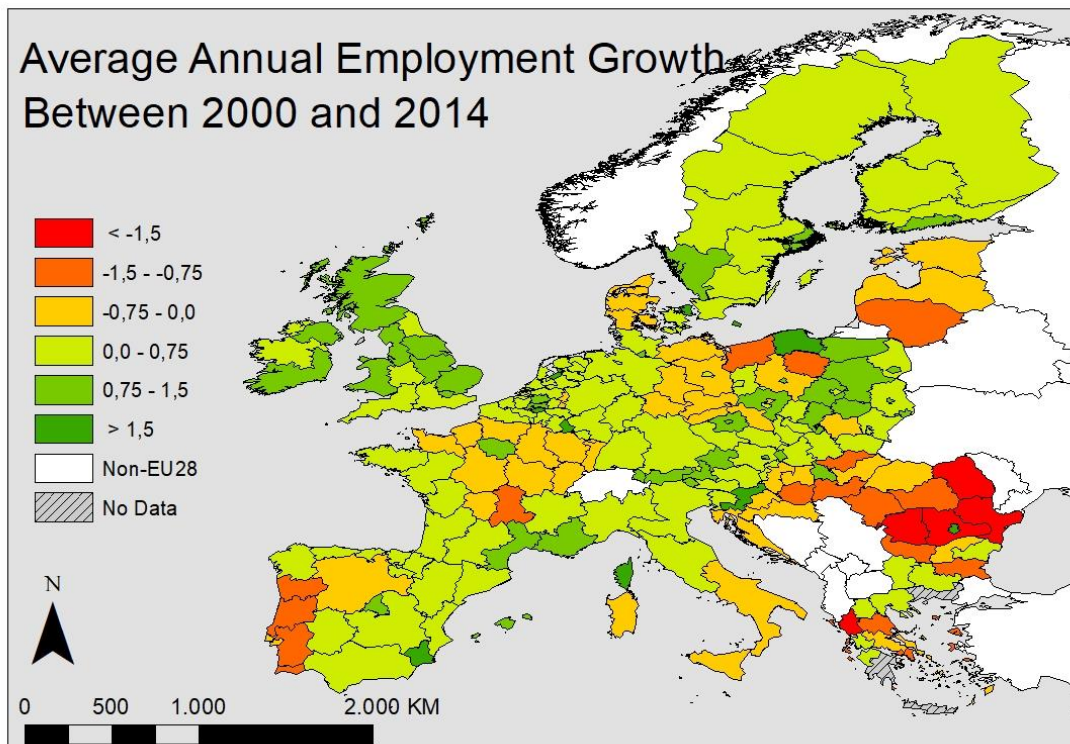 Average Annual Employment Growth
Between 2000 and 2014
< -1,5
-1,5 - -0,75
-0,75 - 0,0
0,0 - 0,75
0,75 - 1,5
> 1,5
Non-EU28
No Data
N
0 500 1.000 2.000 KM